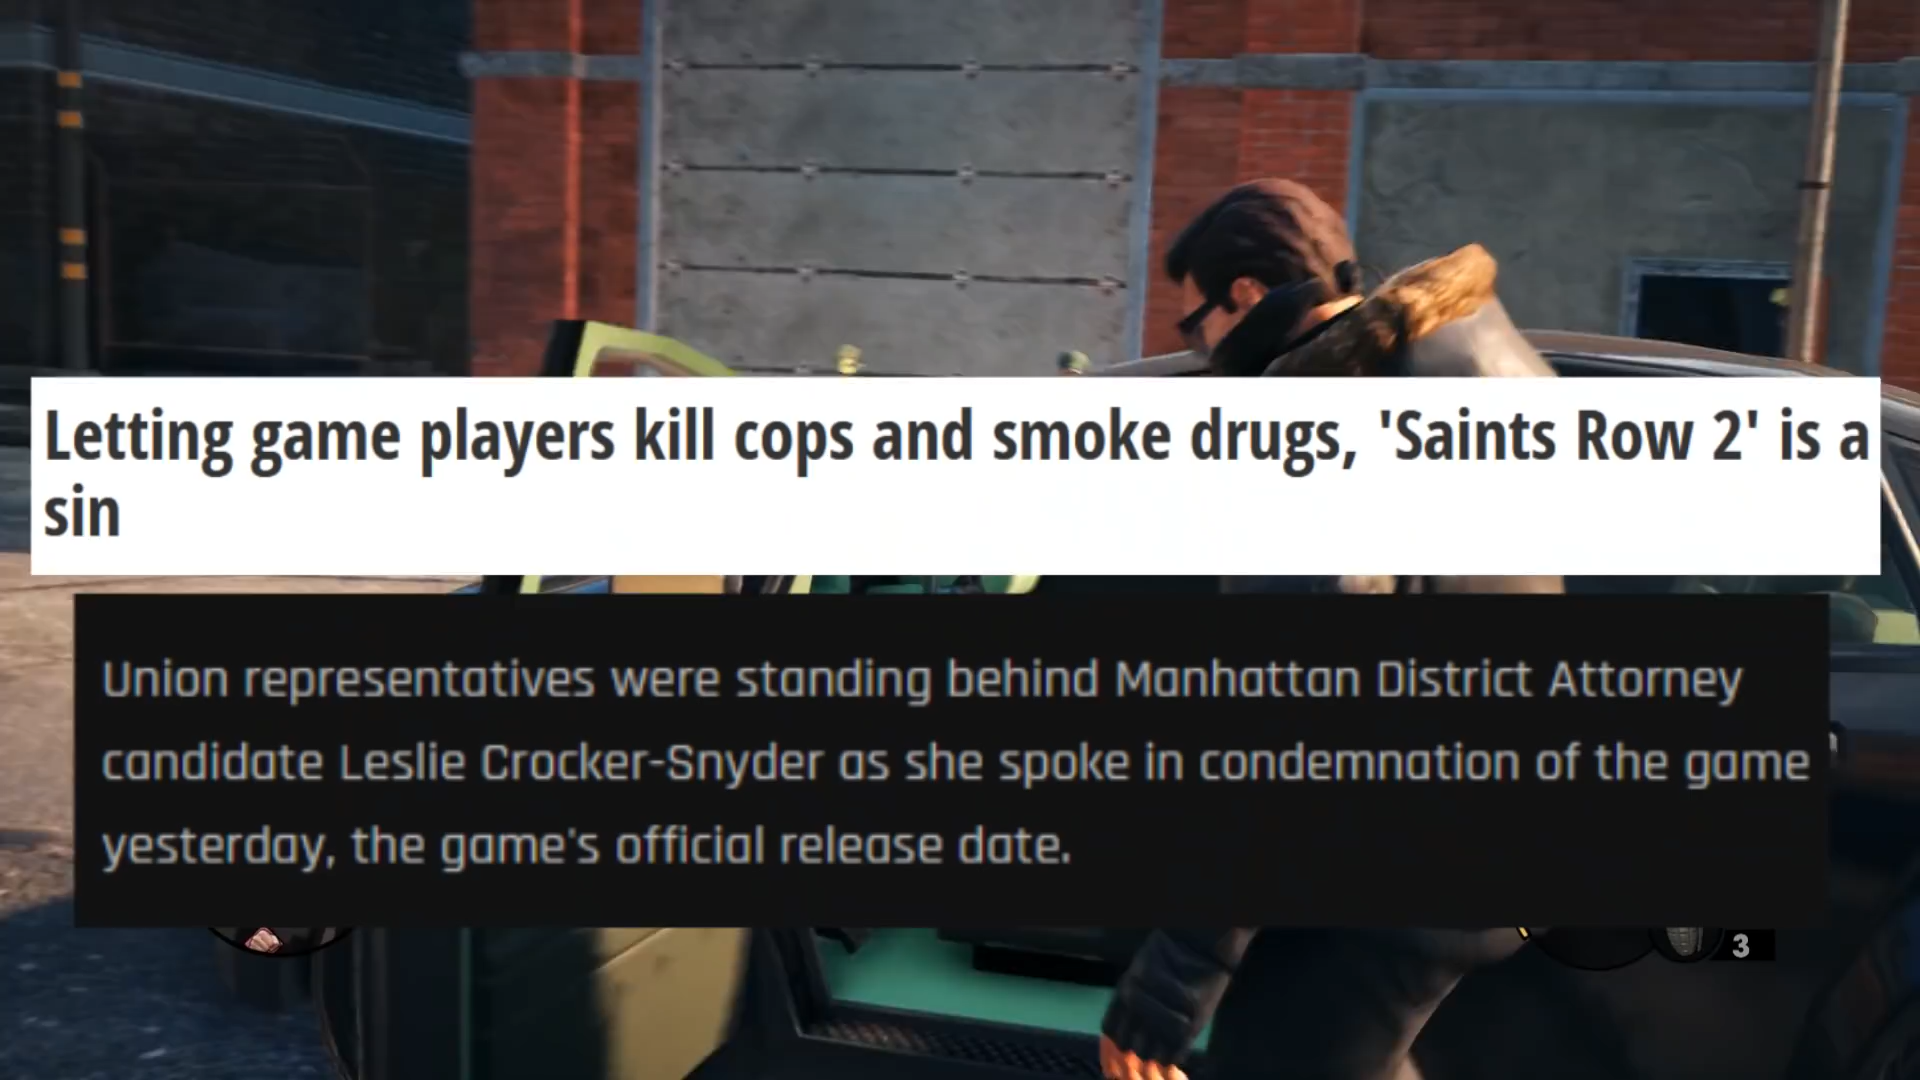 Letting game players kill cops and smoke drugs, 'Saints Row 2' is a
sin
Union representatives were standing behind Manhattan District Attorney
candidate Leslie Crocker-Snyder as she spoke in condemnation of the game
yesterday, the game's official release date.
3